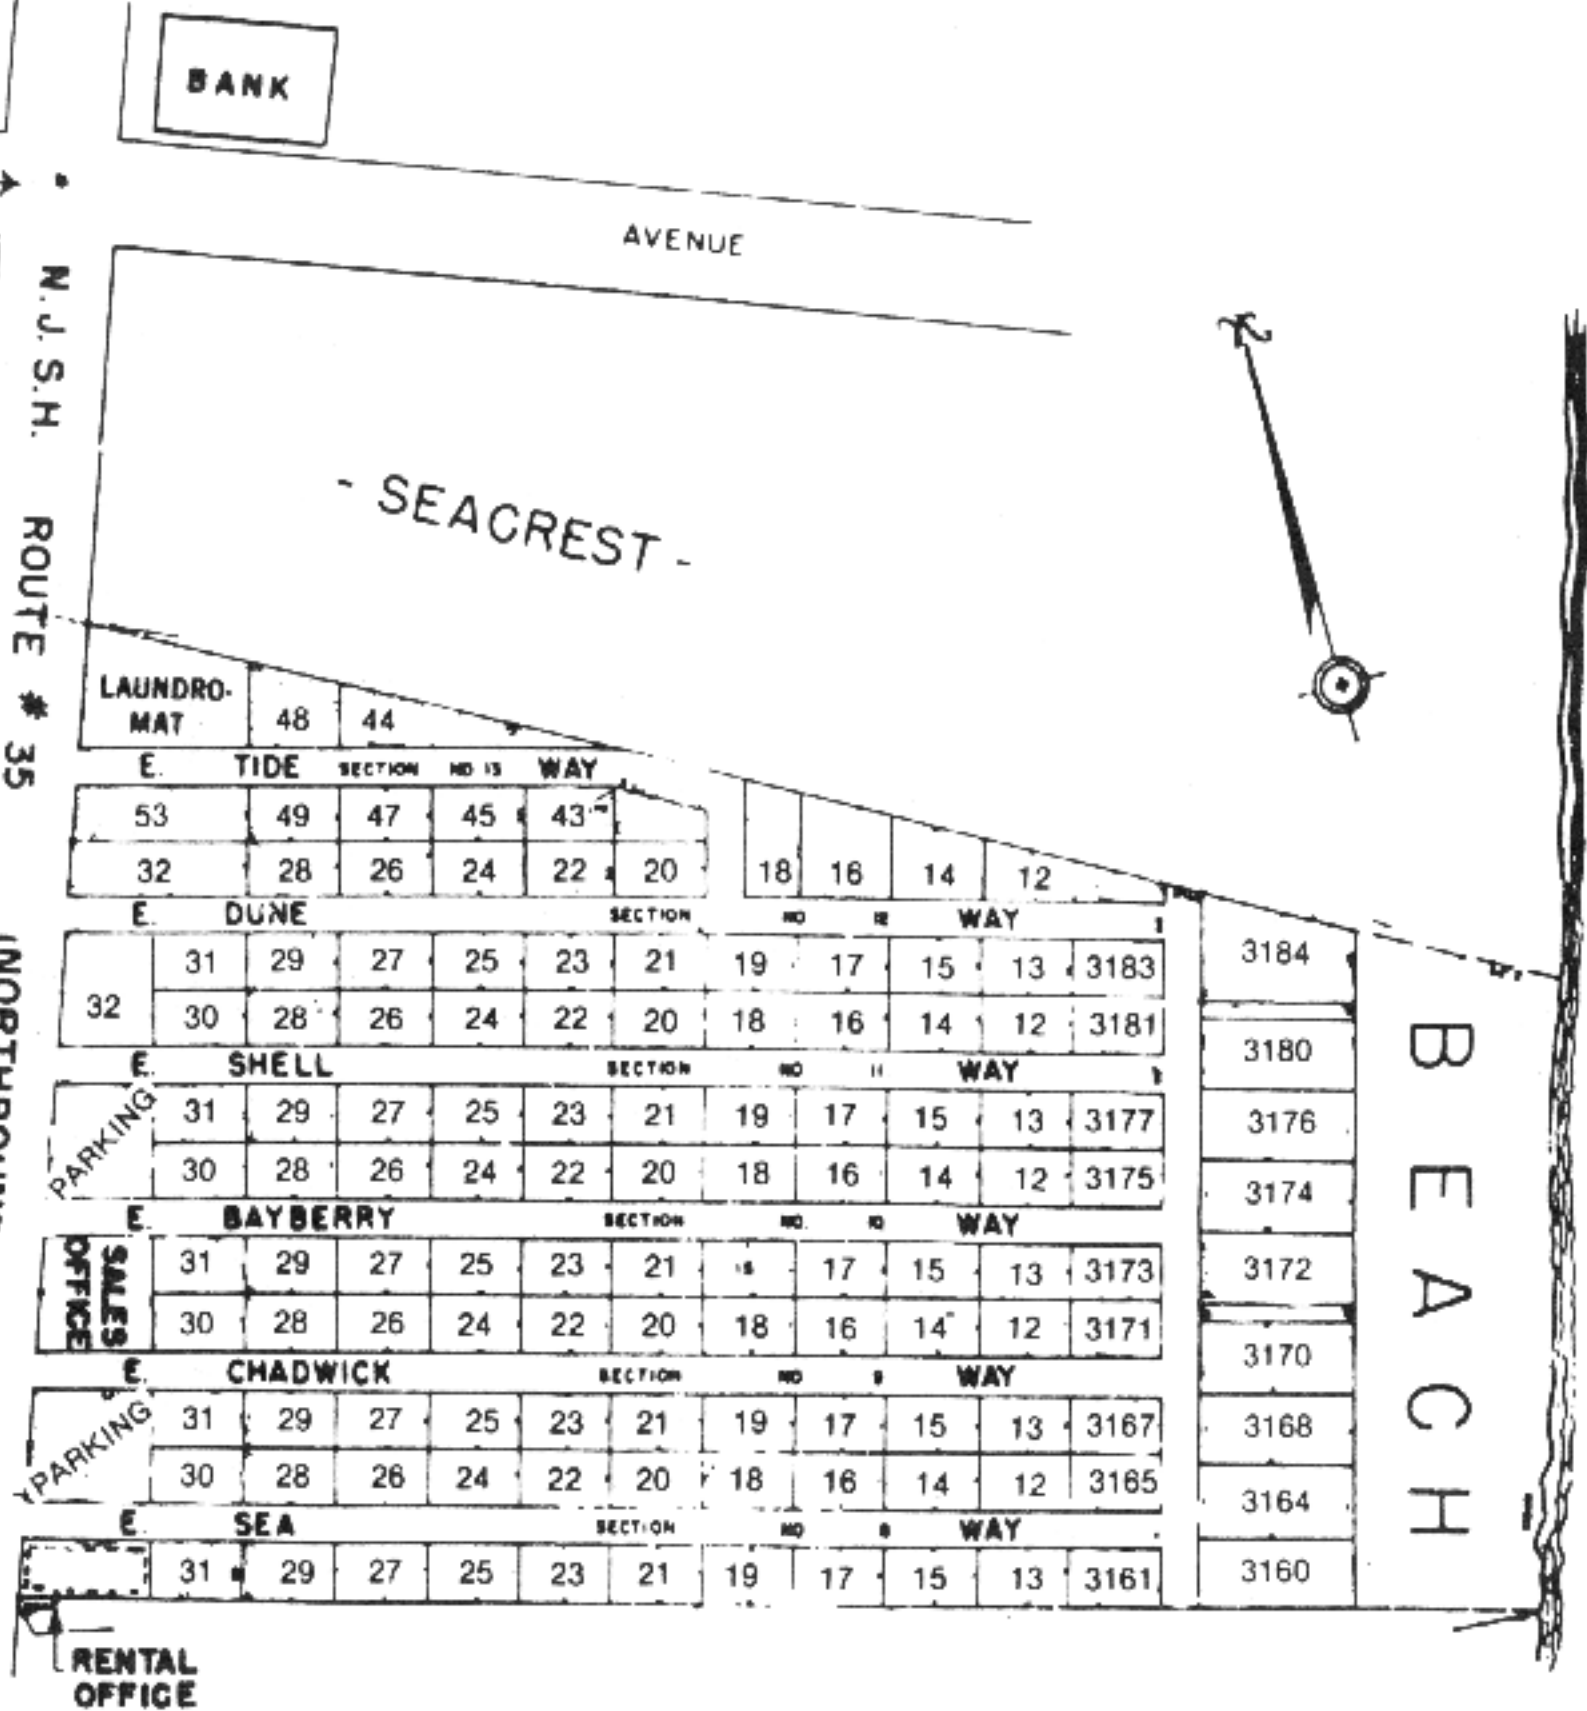 BANK
AVENUE
N.J.S.H. ROUTE # 35
- SEACREST -
LAUNDRO-
MAT
48 44
E. TIDE SECTION NO 13 WAY
53 49 47 45 43
32 28 26 24 22 20 18 16 14 12
E. DUNE SECTION NO 12 WAY
31 29 27 25 23 21 19 17 15 13 3183
32
30 28 26 24 22 20 18 16 14 12 3181
E. SHELL SECTION NO 11 WAY
PARKING
31 29 27 25 23 21 19 17 15 13 3177
30 28 26 24 22 20 18 16 14 12 3175
E. BAYBERRY SECTION NO. 10 WAY
SALES
OFFICE
31 29 27 25 23 21 17 15 13 3173
30 28 26 24 22 20 18 16 14 12 3171
E. CHADWICK SECTION NO 9 WAY
PARKING
31 29 27 25 23 21 19 17 15 13 3167
30 28 26 24 22 20 18 16 14 12 3165
E. SEA SECTION NO 8 WAY
31 29 27 25 23 21 19 17 15 13 3161
3184
3180
3176
3174
3172
3170
3168
3164
3160
BEACH
RENTAL
OFFICE